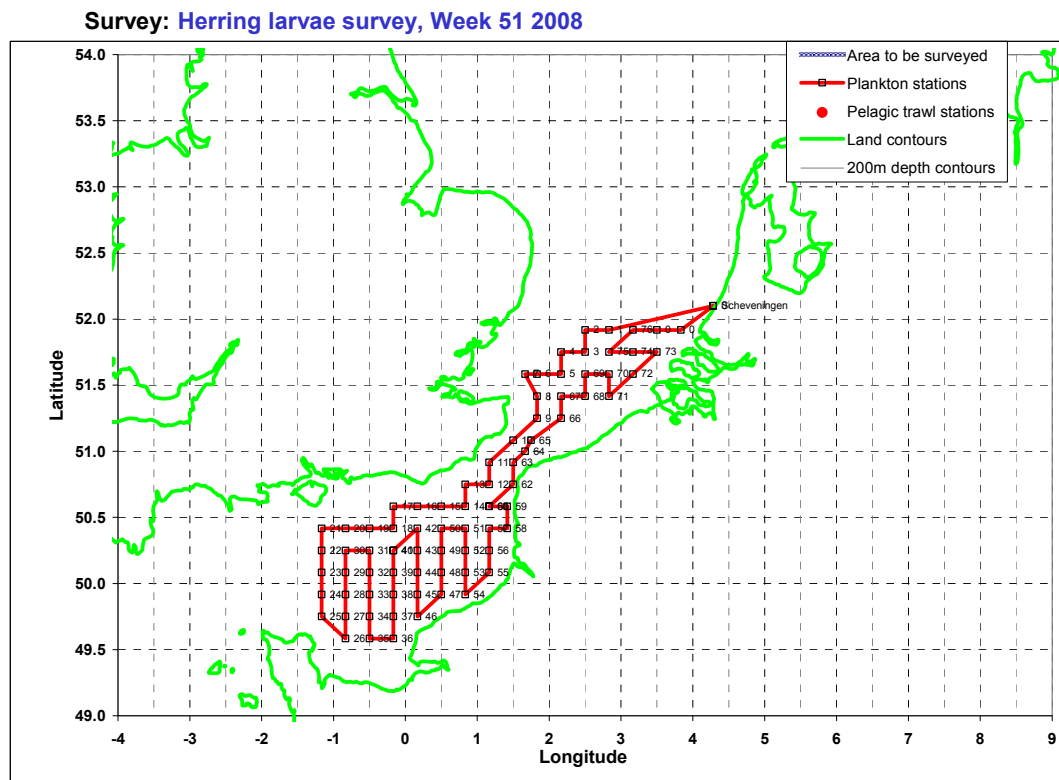 Survey: Herring larvae survey, Week 51 2008
Area to be surveyed
Plankton stations
Pelagic trawl stations
Land contours
200m depth contours
Latitude
54.0
53.5
53.0
52.5
52.0
51.5
51.0
50.5
50.0
49.5
49.0
Scheveningen
2 76 0 0
4 3 75 74 73
6 5 69 70 72
8 67 68 71
9 66
65
64
11 63
13 12 62
17 16 15 14 59
21 20 19 18 42 50 51 58
22 30 31 43 49 52 56
23 29 32 39 44 48 53 55
24 28 33 38 45 47 54
25 27 34 37 46
26 35 36
-4 -3 -2 -1 0 1 2 3 4 5 6 7 8 9
Longitude